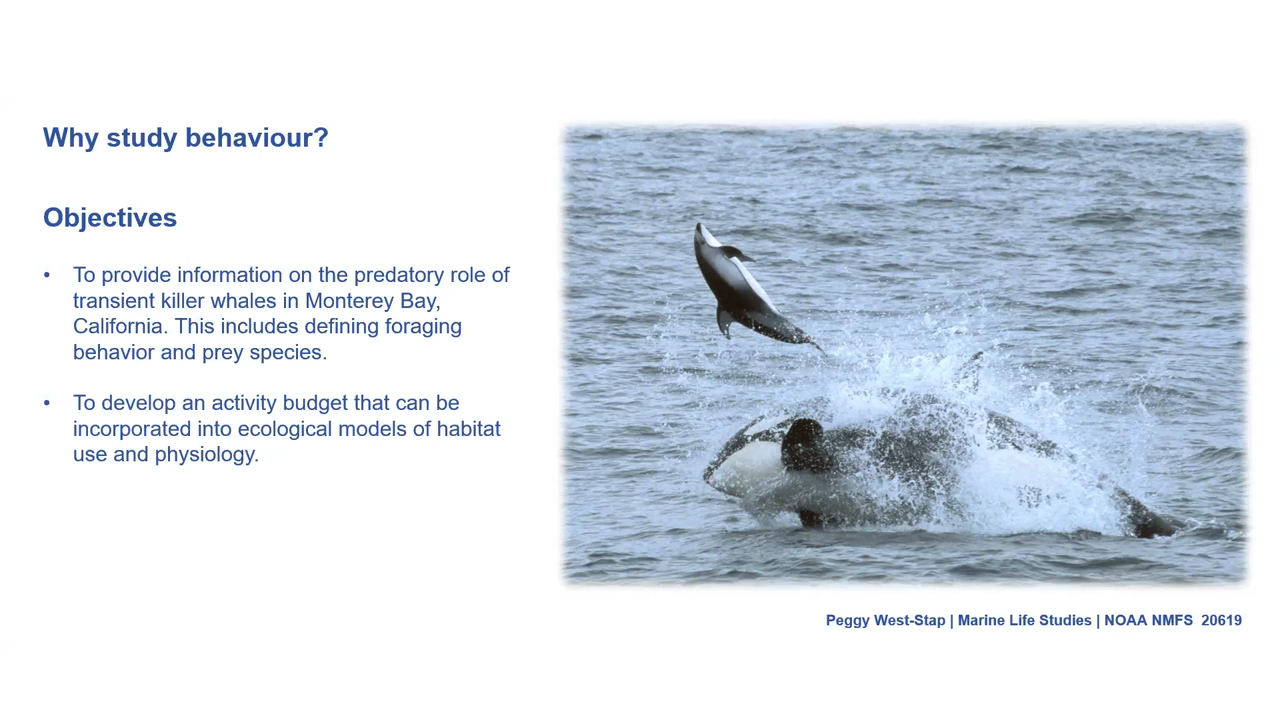 Why study behaviour?
Objectives
• To provide information on the predatory role of
transient killer whales in Monterey Bay,
California. This includes defining foraging
behavior and prey species.
• To develop an activity budget that can be
incorporated into ecological models of habitat
use and physiology.
Peggy West-Stap | Marine Life Studies | NOAA NMFS 20619